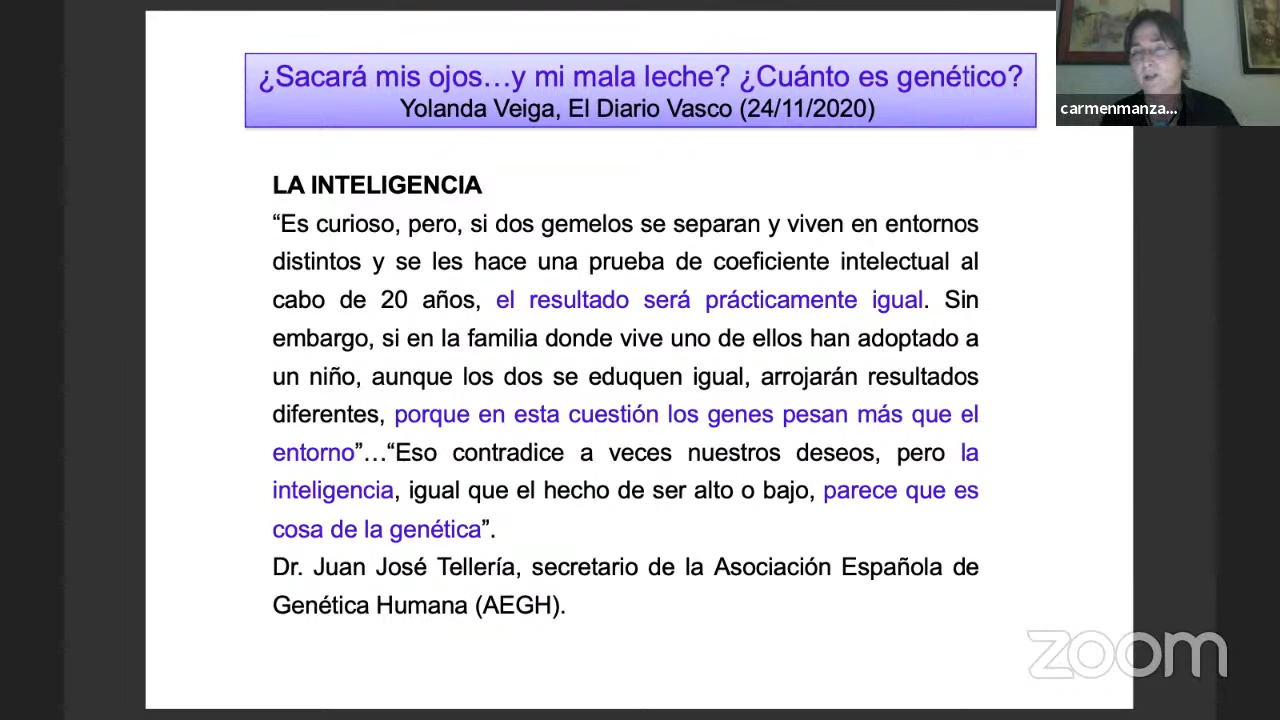 ¿Sacará mis ojos…y mi mala leche? ¿Cuánto es genético?
Yolanda Veiga, El Diario Vasco (24/11/2020)
carmenmanza...
LA INTELIGENCIA
“Es curioso, pero, si dos gemelos se separan y viven en entornos
distintos y se les hace una prueba de coeficiente intelectual al
cabo de 20 años, el resultado será prácticamente igual. Sin
embargo, si en la familia donde vive uno de ellos han adoptado a
un niño, aunque los dos se eduquen igual, arrojarán resultados
diferentes, porque en esta cuestión los genes pesan más que el
entorno”…“Eso contradice a veces nuestros deseos, pero la
inteligencia, igual que el hecho de ser alto o bajo, parece que es
cosa de la genética”.
Dr. Juan José Tellería, secretario de la Asociación Española de
Genética Humana (AEGH).
zoom